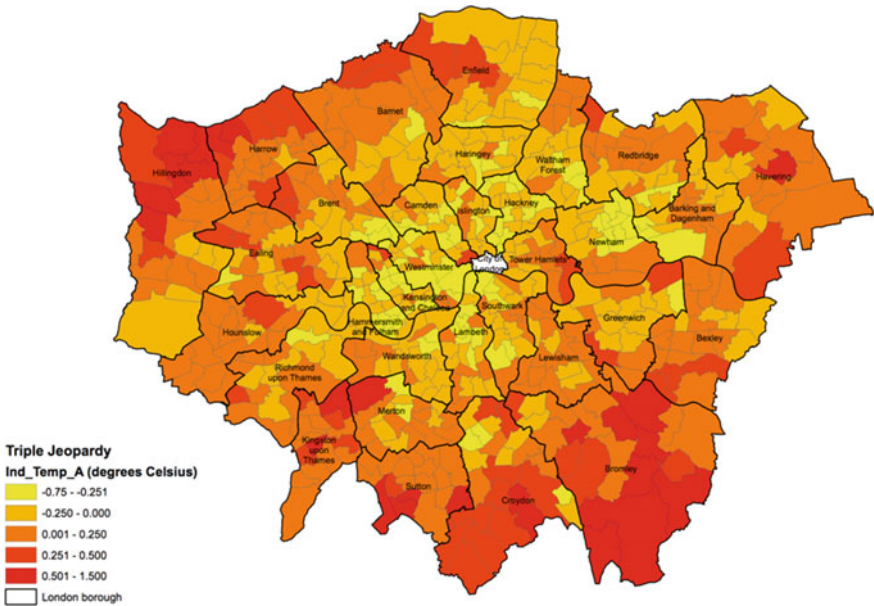 Enfield
Barnet
Harrow
Hillingdon
Haringey
Waltham
Forest
Redbridge
Havering
Brent
Camden
Islington
Hackney
Barking and
Dagenham
Newham
Ealing
Westminster
City of
London
Tower Hamlets
Kensington
and Chelsea
Southwark
Greenwich
Hounslow
Hammersmith
and Fulham
Lambeth
Bexley
Richmond
upon Thames
Wandsworth
Lewisham
Merton
Kingston
upon
Thames
Bromley
Sutton
Croydon
Triple Jeopardy
Ind_Temp_A (degrees Celsius)
-0.75 - -0.251
-0.250 - 0.000
0.001 - 0.250
0.251 - 0.500
0.501 - 1.500
London borough